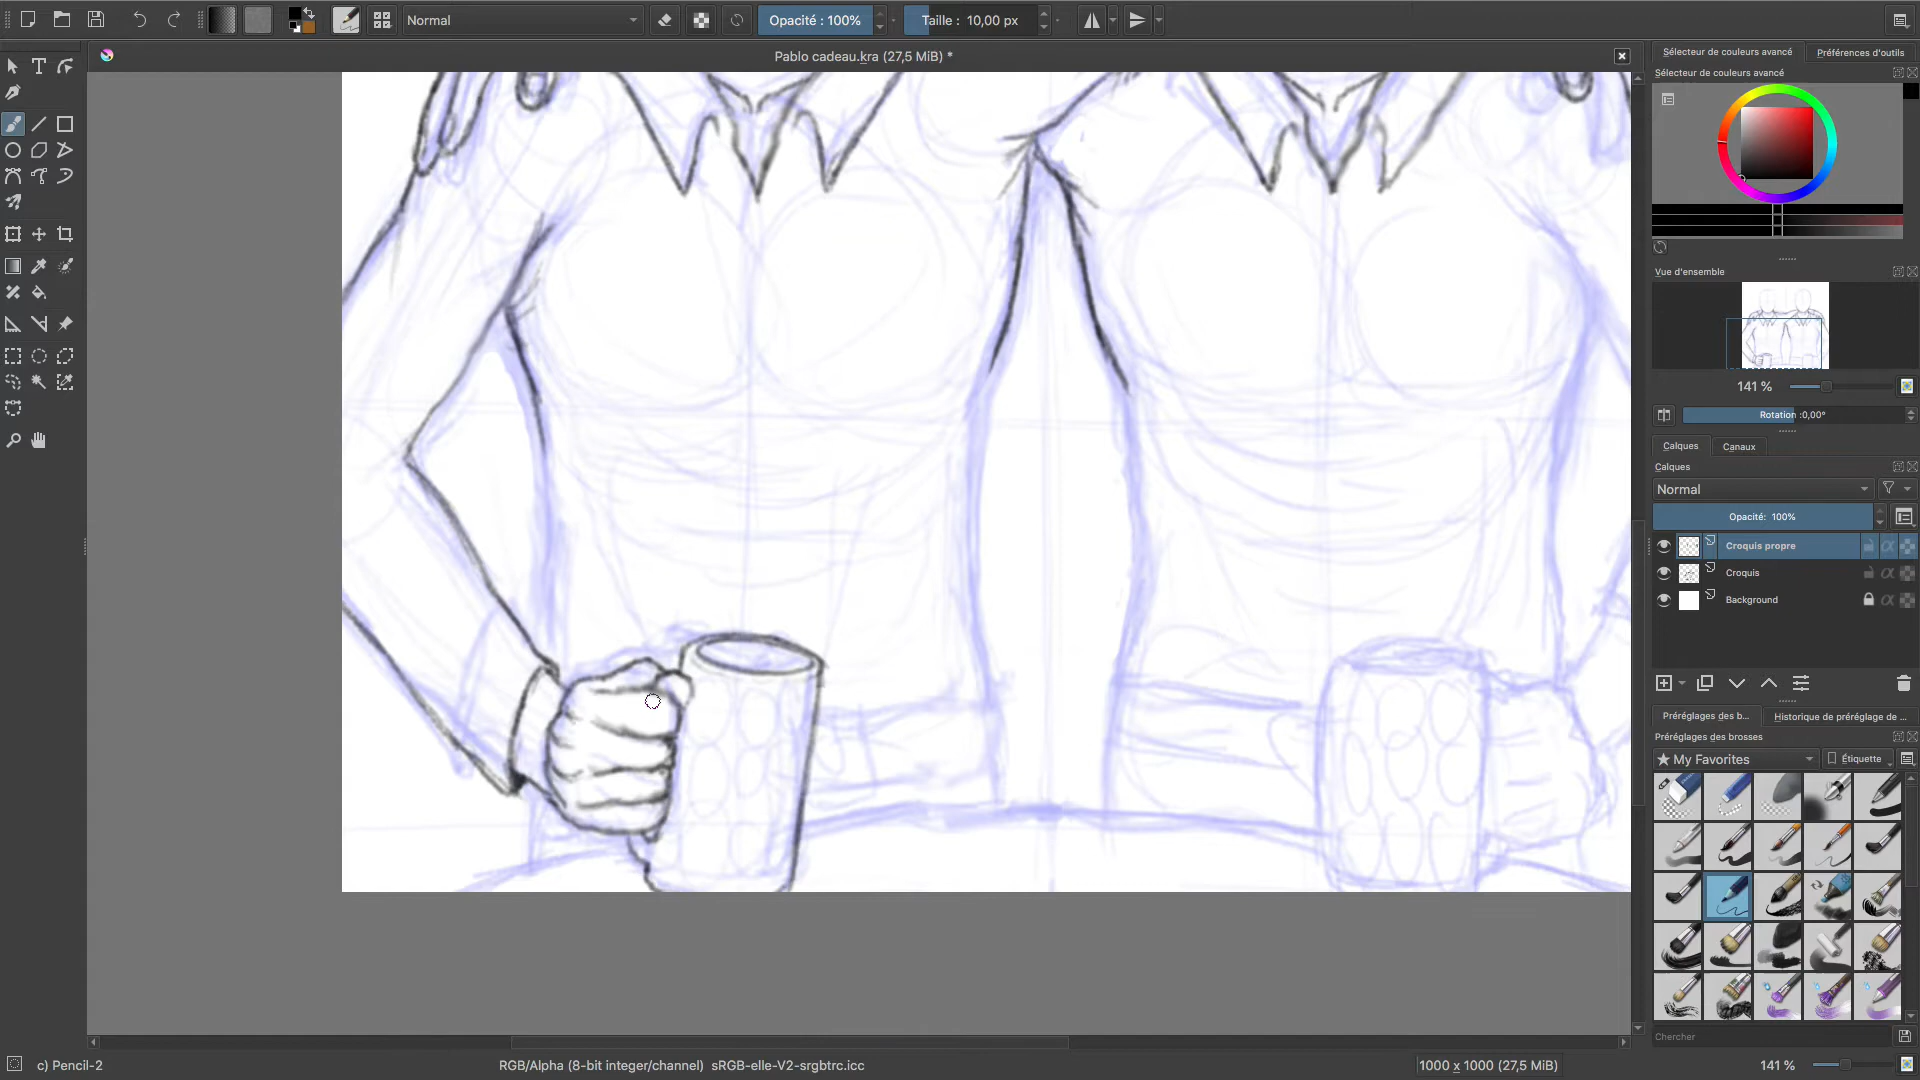 Normal
Opacité : 100%
Taille : 10,00 px
Pablo cadeau.kra (27,5 MiB) *
Sélecteur de couleurs avancé
Préférences d'outils
Sélecteur de couleurs avancé
Vue d'ensemble
141 %
Rotation :0,00°
Calques
Canaux
Calques
Normal
Opacité: 100%
Croquis propre
Croquis
Background
Préréglages des b...
Historique de préréglage de ...
Préréglages des brosses
★ My Favorites
Étiquette
Chercher
c) Pencil-2
RGB/Alpha (8-bit integer/channel) sRGB-elle-V2-srgbtrc.icc
1000 x 1000 (27,5 MiB)
141 %